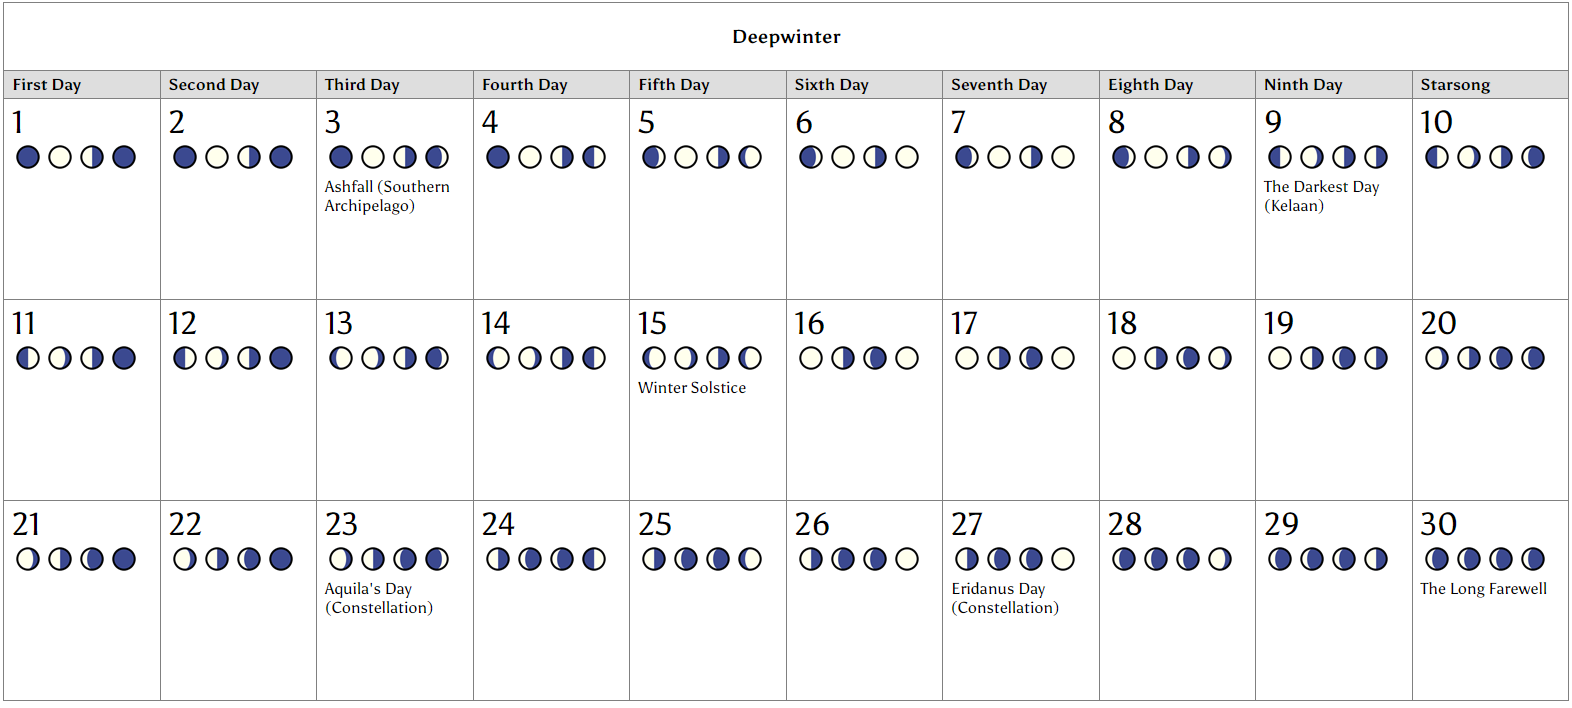 Deepwinter
First Day Second Day Third Day Fourth Day Fifth Day Sixth Day Seventh Day Eighth Day Ninth Day Starsong
1 2 3 4 5 6 7 8 9 10
Ashfall (Southern
Archipelago)
The Darkest Day
(Kelaan)
11 12 13 14 15 16 17 18 19 20
Winter Solstice
21 22 23 24 25 26 27 28 29 30
Aquila's Day
(Constellation)
Eridanus Day
(Constellation)
The Long Farewell